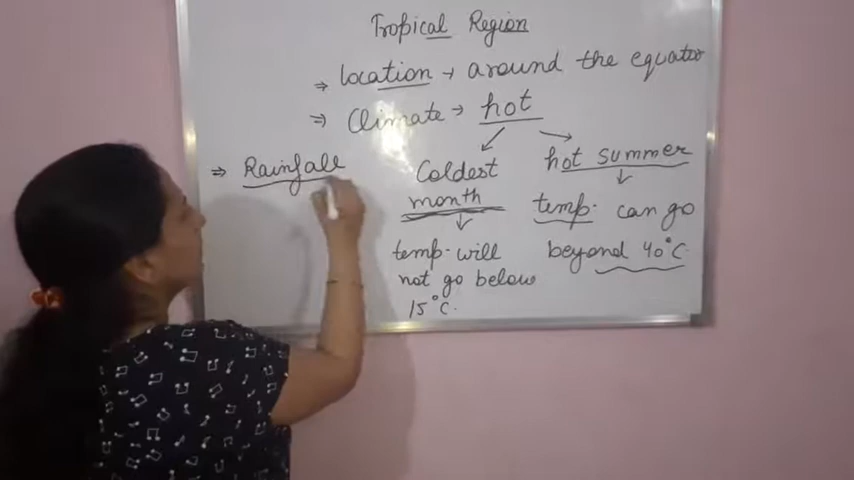 Tropical Region
⇒ location → around the equator
⇒ Climate → hot
⇒ Rainfall
Coldest
month
temp. will
not go below
15°C.
hot summer
temp. can go
beyond 40°C.